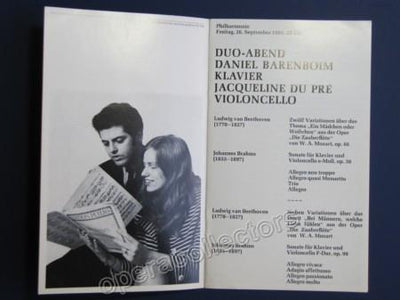 Philharmonie
Freitag, 26. September
DUO-ABEND
DANIEL BARENBOIM
KLAVIER
JACQUELINE DU PRÉ
VIOLONCELLO
Ludwig van Beethoven
(1770–1827)
Zwölf Variationen über das
Thema „Ein Mädchen oder
Weibchen“ aus der Oper
„Die Zauberflöte“
von W. A. Mozart, op. 66
Johannes Brahms
(1833–1897)
Sonate für Klavier und
Violoncello e-Moll, op. 38
Allegro non troppo
Allegro quasi Menuetto
Trio
Allegro
Ludwig van Beethoven
(1770–1827)
Sieben Variationen über das
Duett „Bei Männern, welche
Liebe fühlen“ aus der Oper
„Die Zauberflöte“
von W. A. Mozart
Johannes Brahms
(1833–1897)
Sonate für Klavier und
Violoncello F-Dur, op. 99
Allegro vivace
Adagio affettuoso
Allegro passionato
Allegro molto
operacollectors